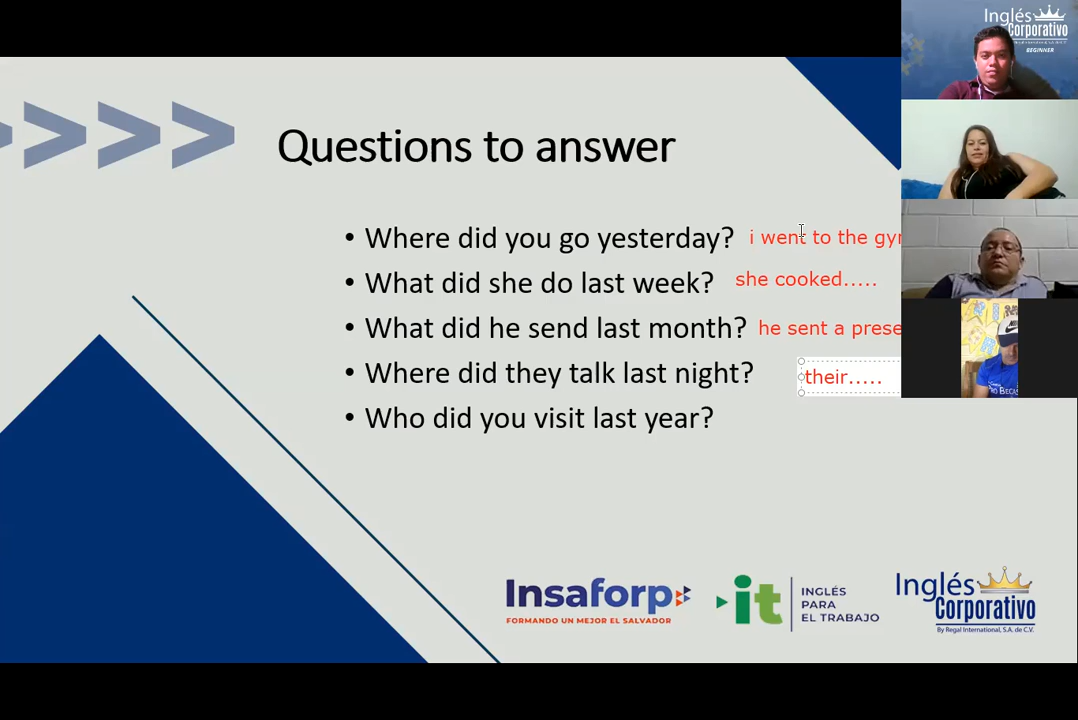 Inglés
Corporativo
BEGINNER
Questions to answer
• Where did you go yesterday? i went to the
• What did she do last week? she cooked.....
• What did he send last month? he sent a
• Where did they talk last night? their.....
• Who did you visit last year?
Insaforp
FORMANDO UN MEJOR EL SALVADOR
it INGLÉS PARA EL TRABAJO
Inglés
Corporativo
By Regal International, S.A. de C.V.